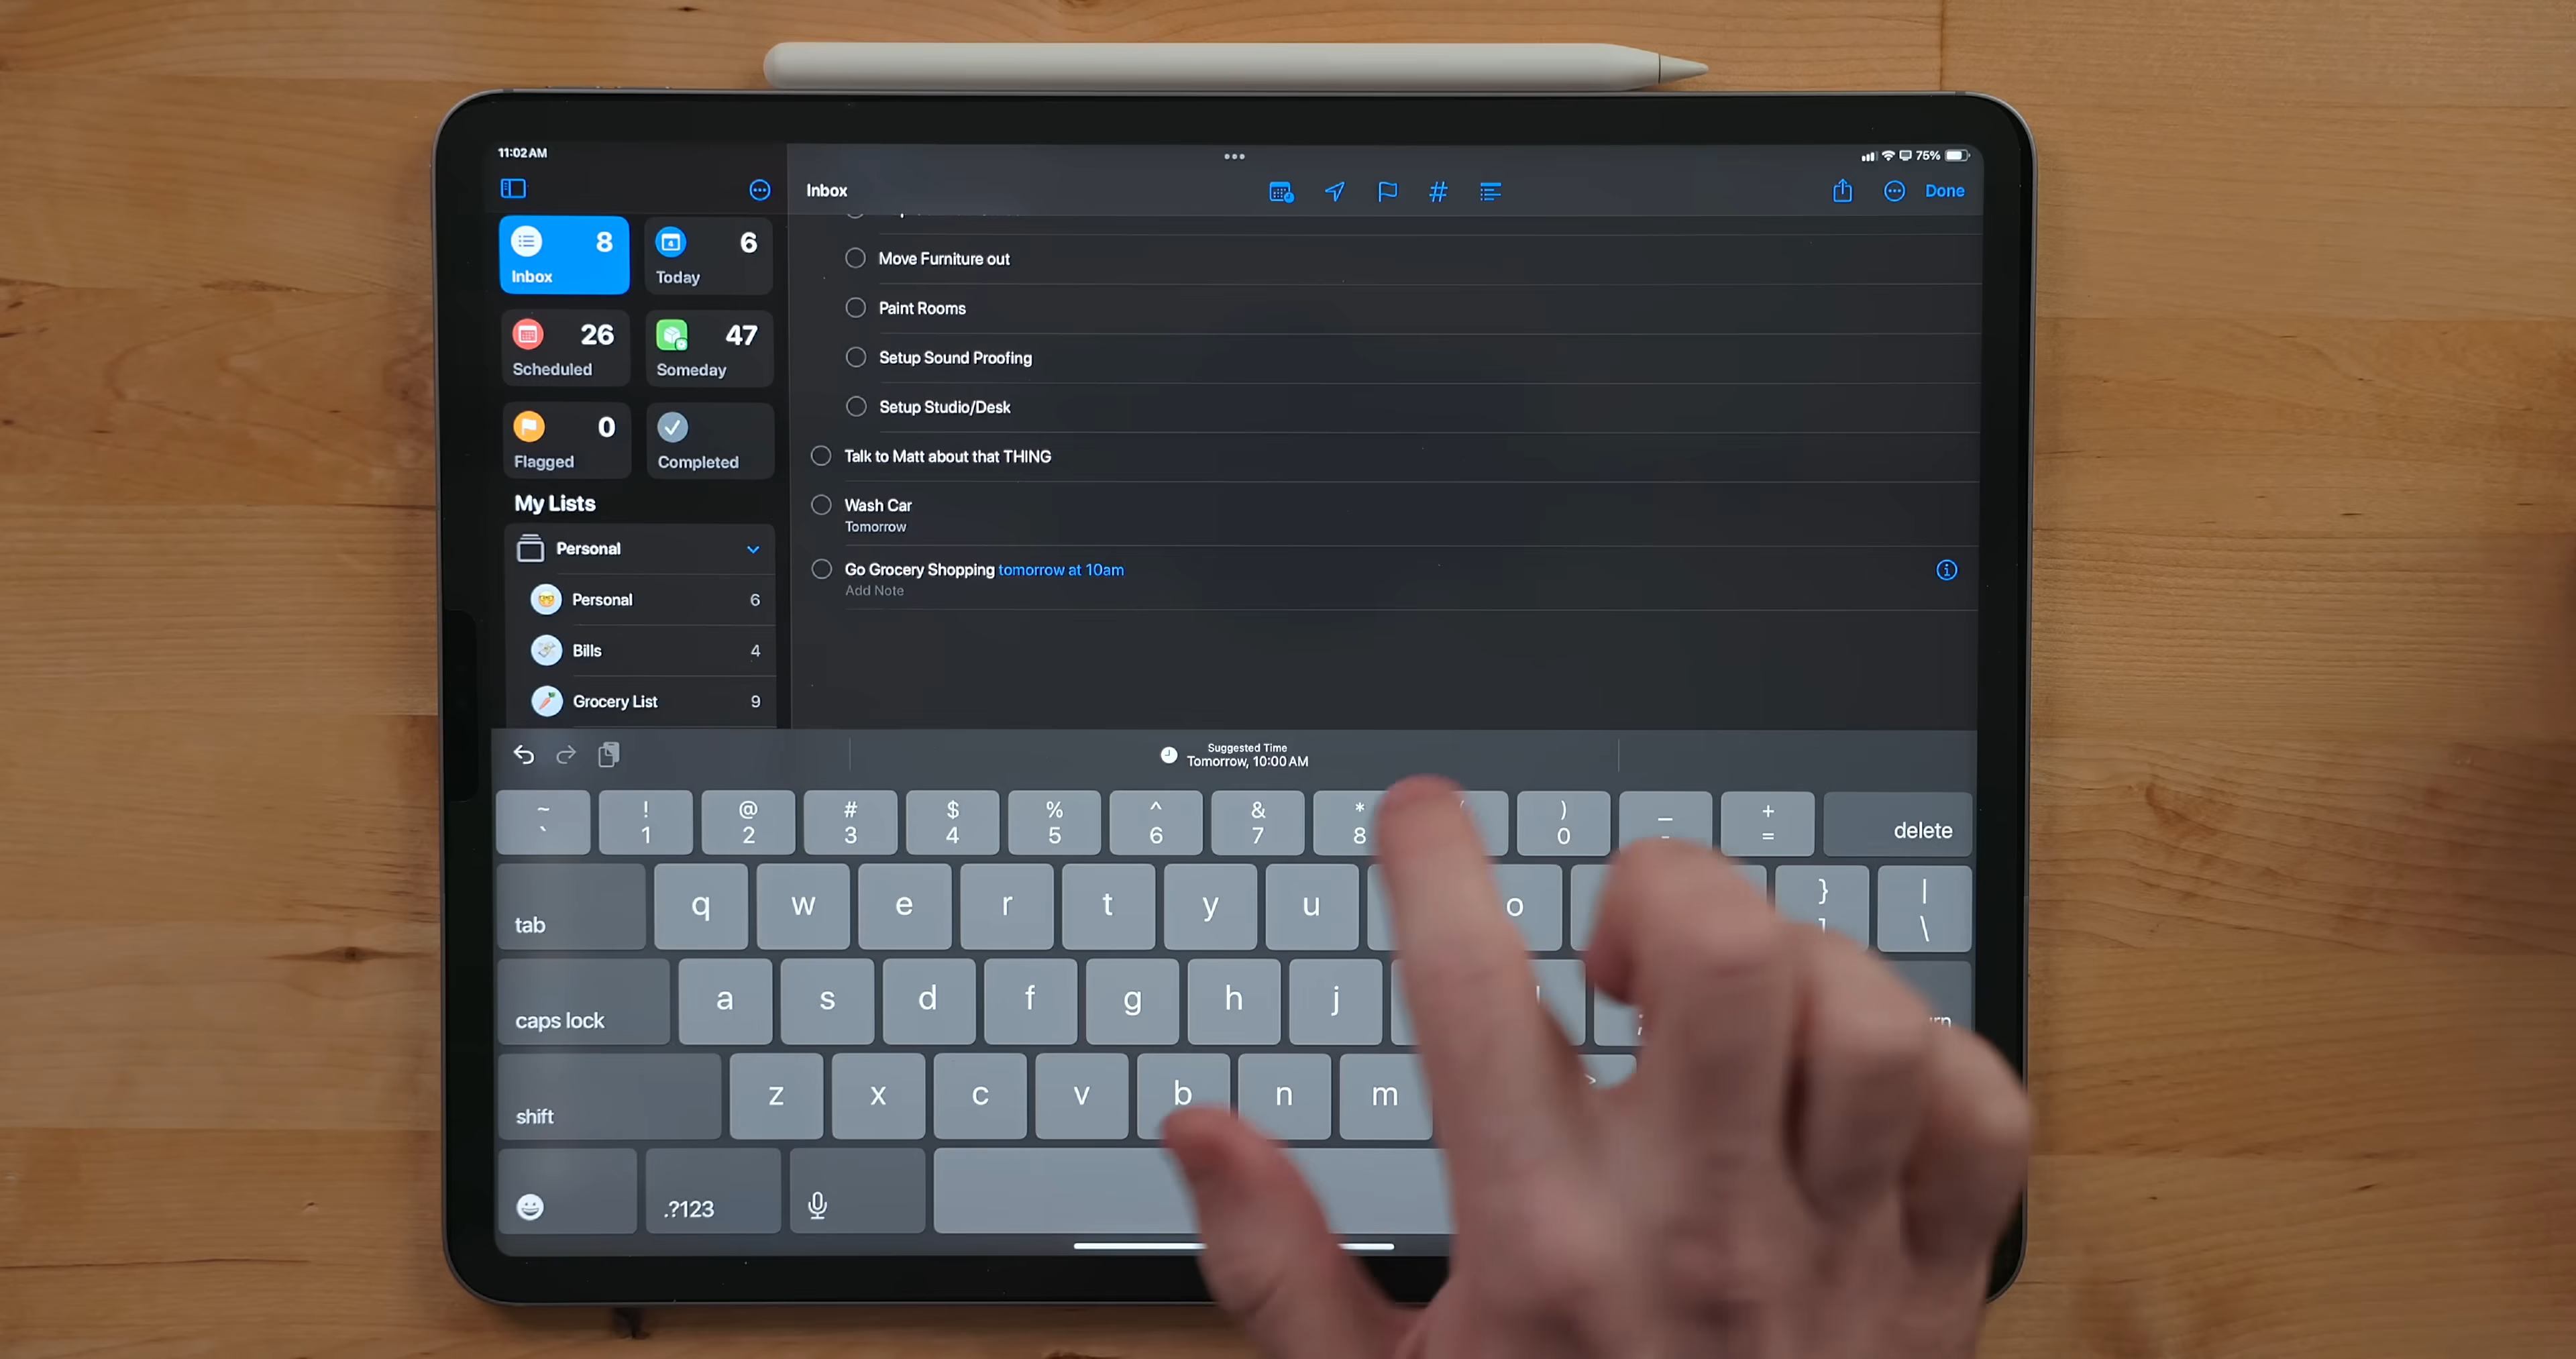 11:02 AM
75%
Inbox
Done
8
Inbox
6
Today
26
Scheduled
47
Someday
0
Flagged
Completed
My Lists
Personal
Personal 6
Bills 4
Grocery List 9
Move Furniture out
Paint Rooms
Setup Sound Proofing
Setup Studio/Desk
Talk to Matt about that THING
Wash Car
Tomorrow
Go Grocery Shopping tomorrow at 10am
Add Note
Suggested Time
Tomorrow, 10:00 AM
~ ! @ # $ % ^ & * ( ) _ +
` 1 2 3 4 5 6 7 8 0 - = delete
tab q w e r t y u o } |
\
caps lock a s d f g h j
shift z x c v b n m >
.?123